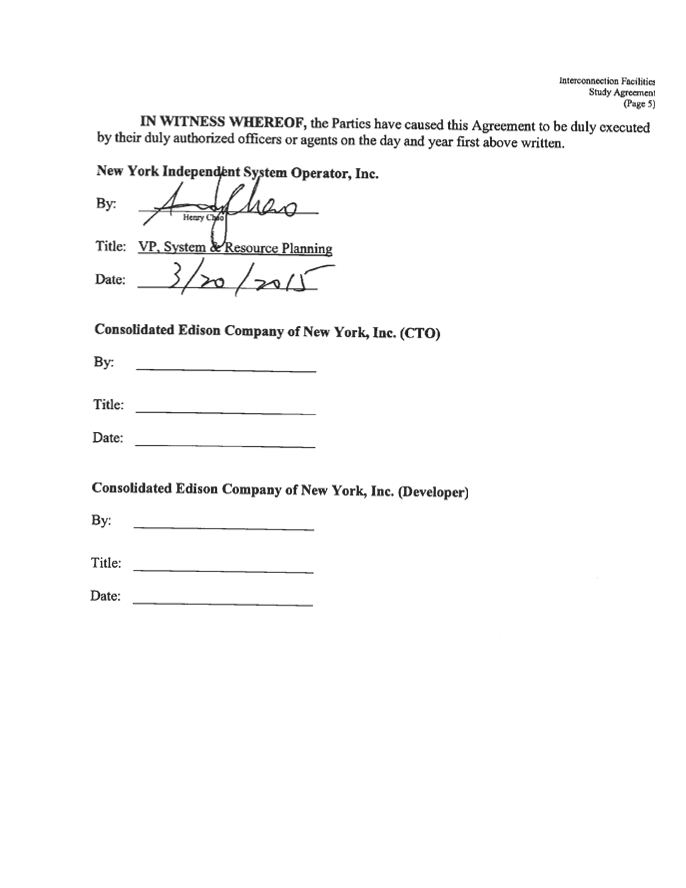 Interconnection Facilities
Study Agreement
(Page 5)
IN WITNESS WHEREOF, the Parties have caused this Agreement to be duly executed
by their duly authorized officers or agents on the day and year first above written.
New York Independent System Operator, Inc.
By:
Henry Chao
Title: VP, System & Resource Planning
Date: 3/20/2015
Consolidated Edison Company of New York, Inc. (CTO)
By:
Title:
Date:
Consolidated Edison Company of New York, Inc. (Developer)
By:
Title:
Date: